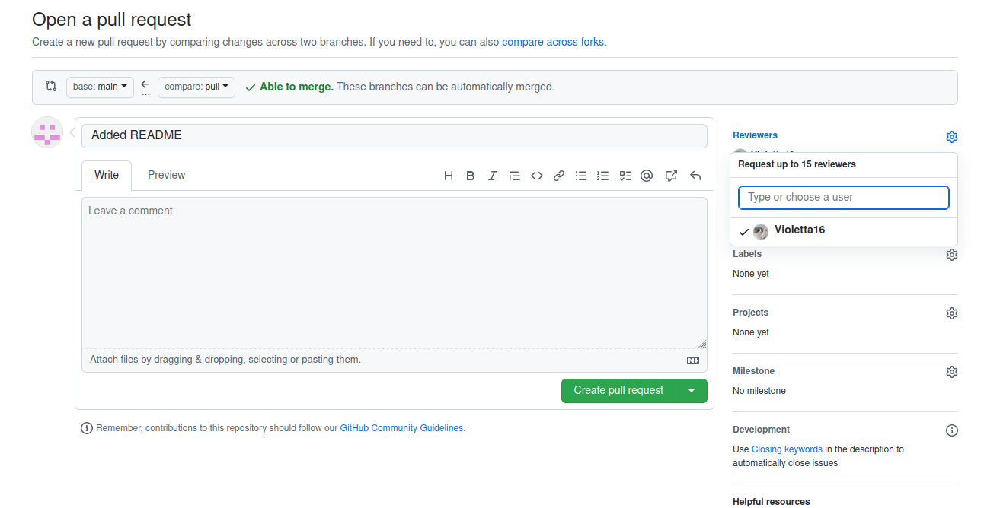 Open a pull request
Create a new pull request by comparing changes across two branches. If you need to, you can also compare across forks.
base: main
compare: pull
Able to merge. These branches can be automatically merged.
Added README
Write
Preview
Leave a comment
Attach files by dragging & dropping, selecting or pasting them.
Create pull request
Remember, contributions to this repository should follow our GitHub Community Guidelines.
Reviewers
Request up to 15 reviewers
Type or choose a user
Violetta16
Labels
None yet
Projects
None yet
Milestone
No milestone
Development
Use Closing keywords in the description to
automatically close issues
Helpful resources